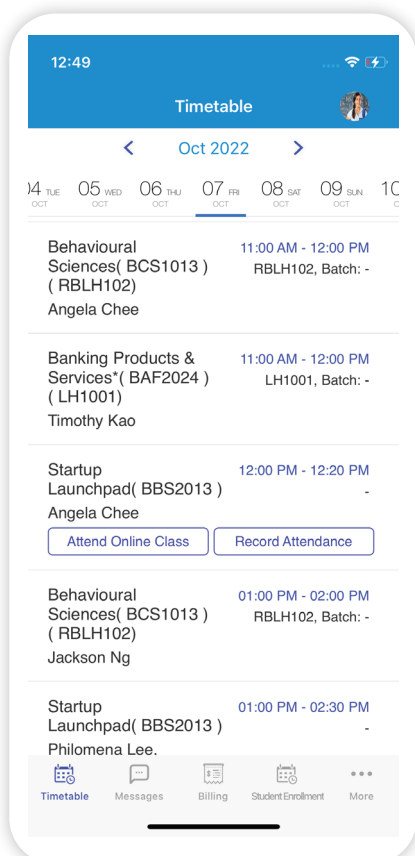 12:49
Timetable
Oct 2022
04 TUE 05 WED 06 THU 07 FRI 08 SAT 09 SUN 10
OCT OCT OCT OCT OCT OCT
Behavioural 11:00 AM - 12:00 PM
Sciences( BCS1013 ) RBLH102, Batch: -
( RBLH102)
Angela Chee
Banking Products & 11:00 AM - 12:00 PM
Services*( BAF2024 ) LH1001, Batch: -
( LH1001)
Timothy Kao
Startup 12:00 PM - 12:20 PM
Launchpad( BBS2013 ) -
Angela Chee
Attend Online Class Record Attendance
Behavioural 01:00 PM - 02:00 PM
Sciences( BCS1013 ) RBLH102, Batch: -
( RBLH102)
Jackson Ng
Startup 01:00 PM - 02:30 PM
Launchpad( BBS2013 ) -
Philomena Lee.
Timetable Messages Billing Student Enrollment More